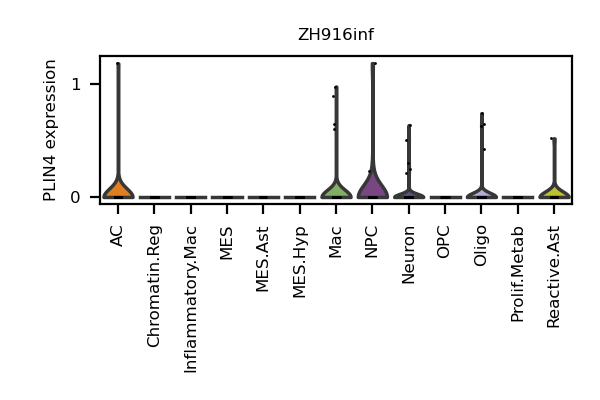 ZH916inf
PLIN4 expression
1
0
AC
Chromatin.Reg
Inflammatory.Mac
MES
MES.Ast
MES.Hyp
Mac
NPC
Neuron
OPC
Oligo
Prolif.Metab
Reactive.Ast